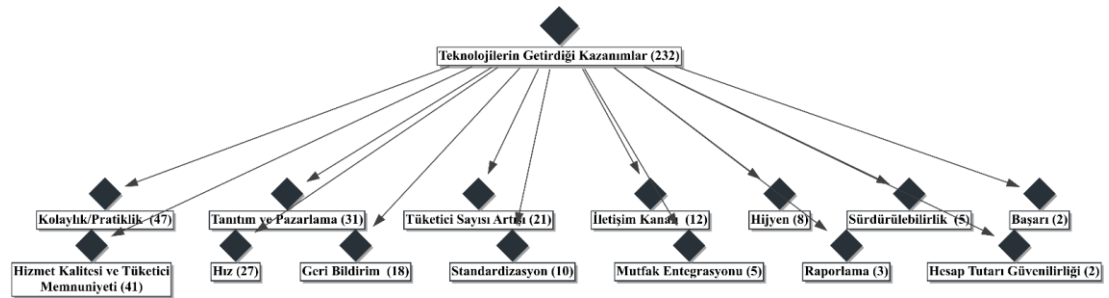 Teknolojilerin Getirdiği Kazanımlar (232)
Kolaylık/Pratiklik (47)
Tanıtım ve Pazarlama (31)
Tüketici Sayısı Artışı (21)
İletişim Kanalı (12)
Hijyen (8)
Sürdürülebilirlik (5)
Başarı (2)
Hizmet Kalitesi ve Tüketici
Memnuniyeti (41)
Hız (27)
Geri Bildirim (18)
Standardizasyon (10)
Mutfak Entegrasyonu (5)
Raporlama (3)
Hesap Tutarı Güvenilirliği (2)